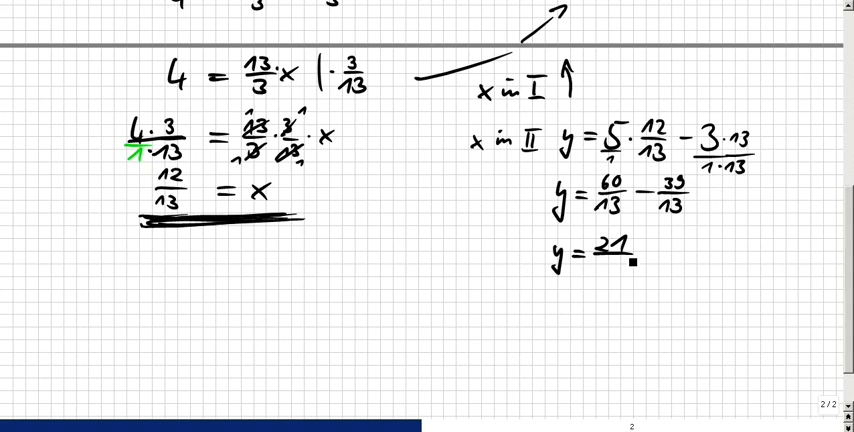 4 = 13/3 · x | · 3/13
4 · 3 / 1 · 13 = 13/3 · 3/13 · x
12/13 = x
x in I ↑
x in II y = 5/1 · 12/13 − 3 · 13 / 1 · 13
y = 60/13 − 39/13
y = 21
2 / 2
2